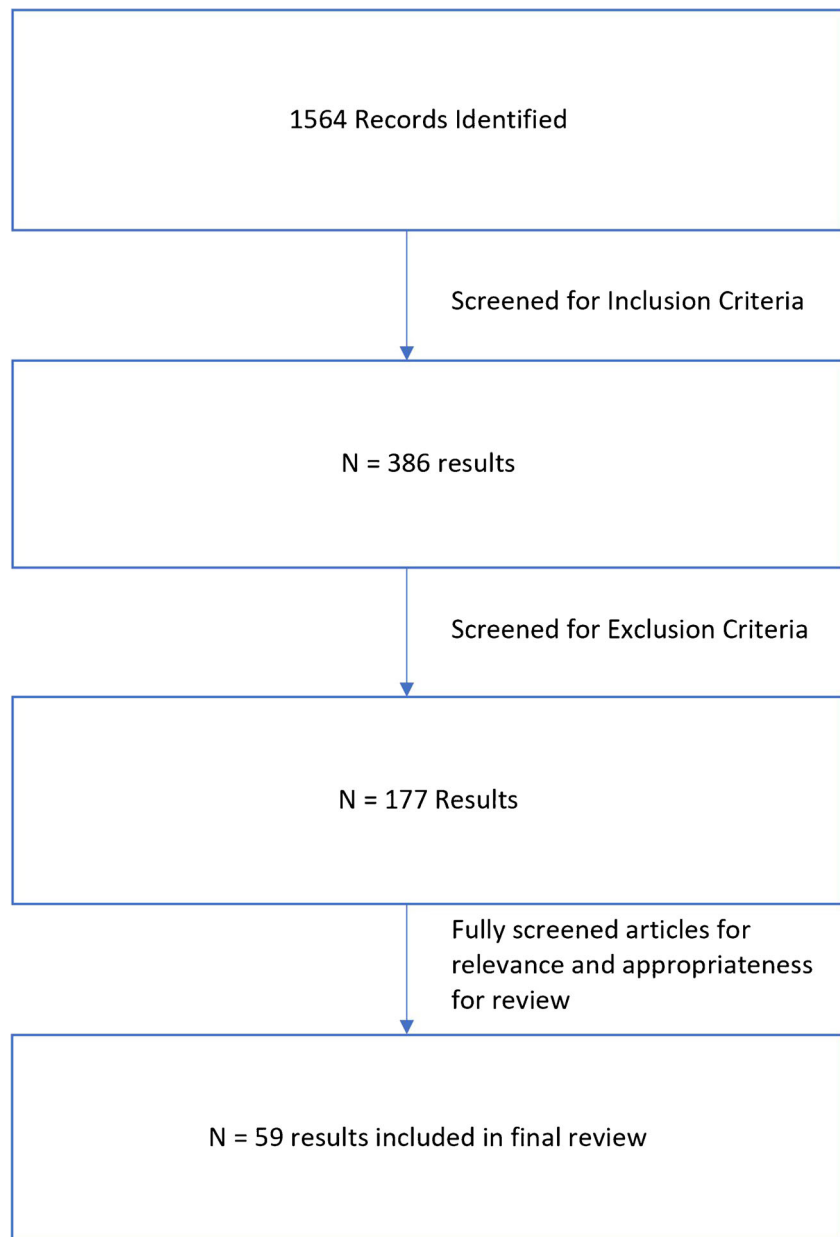 1564 Records Identified
Screened for Inclusion Criteria
N = 386 results
Screened for Exclusion Criteria
N = 177 Results
Fully screened articles for
relevance and appropriateness
for review
N = 59 results included in final review